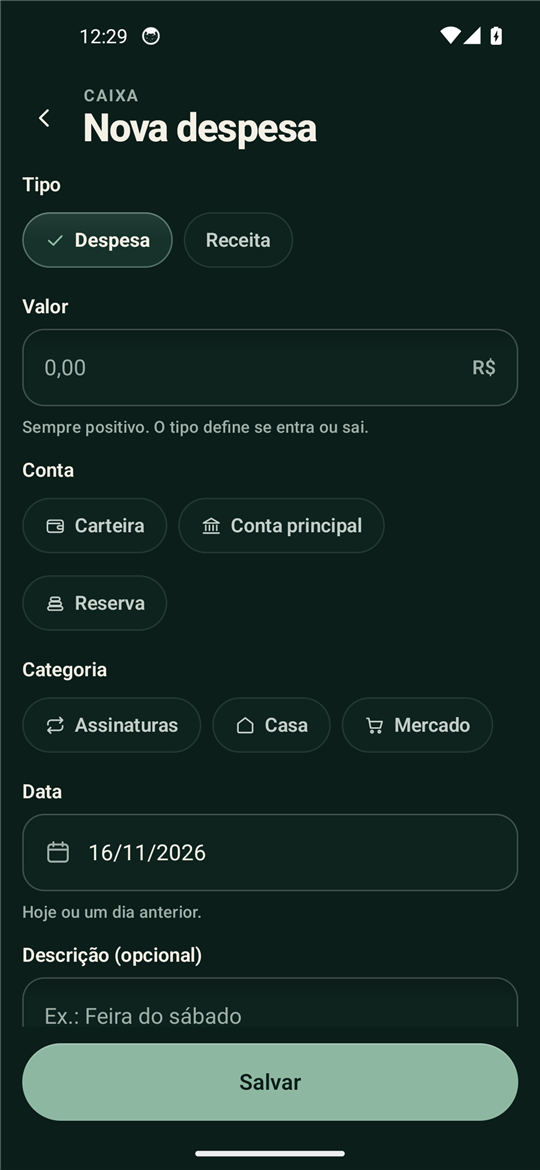 12:29
CAIXA
Nova despesa
Tipo
Despesa
Receita
Valor
0,00
R$
Sempre positivo. O tipo define se entra ou sai.
Conta
Carteira
Conta principal
Reserva
Categoria
Assinaturas
Casa
Mercado
Data
16/11/2026
Hoje ou um dia anterior.
Descrição (opcional)
Ex.: Feira do sábado
Salvar